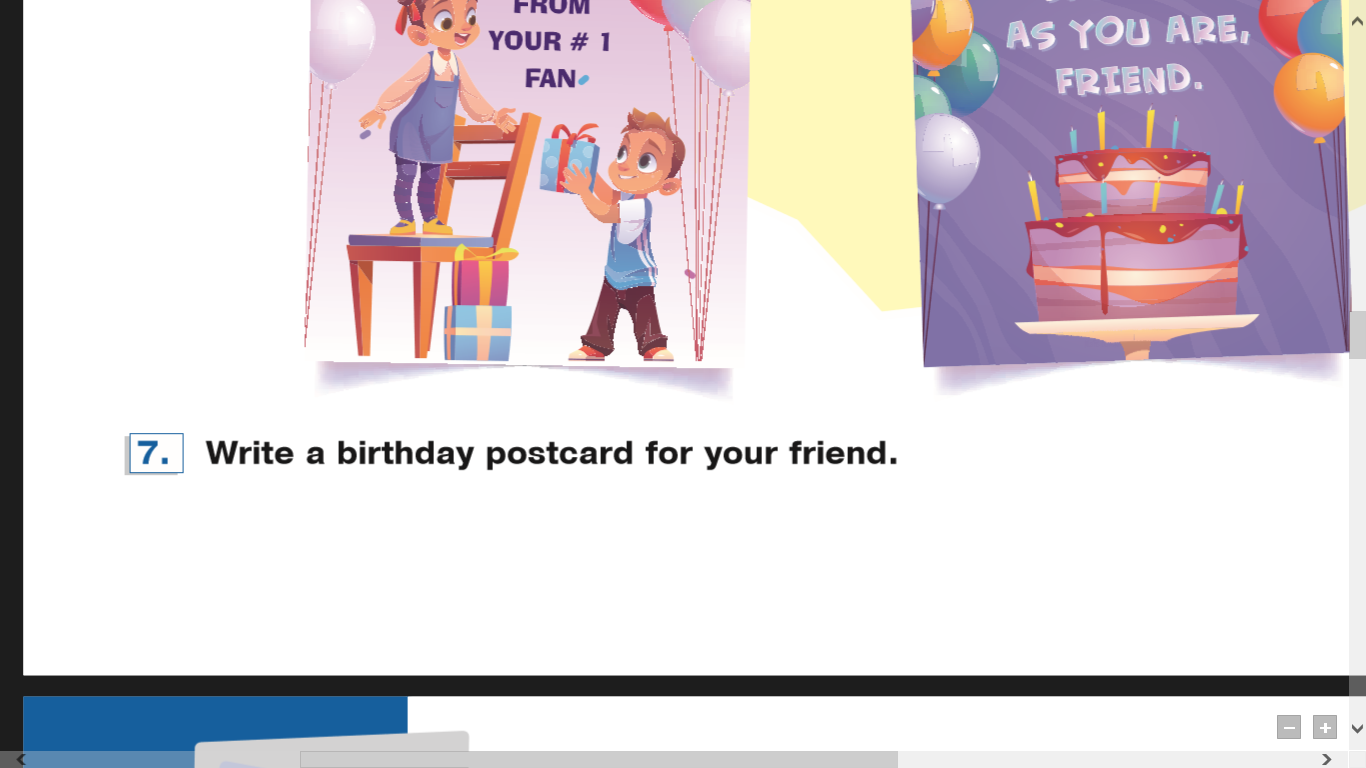 FROM
YOUR # 1
FAN
AS YOU ARE,
FRIEND.
7. Write a birthday postcard for your friend.